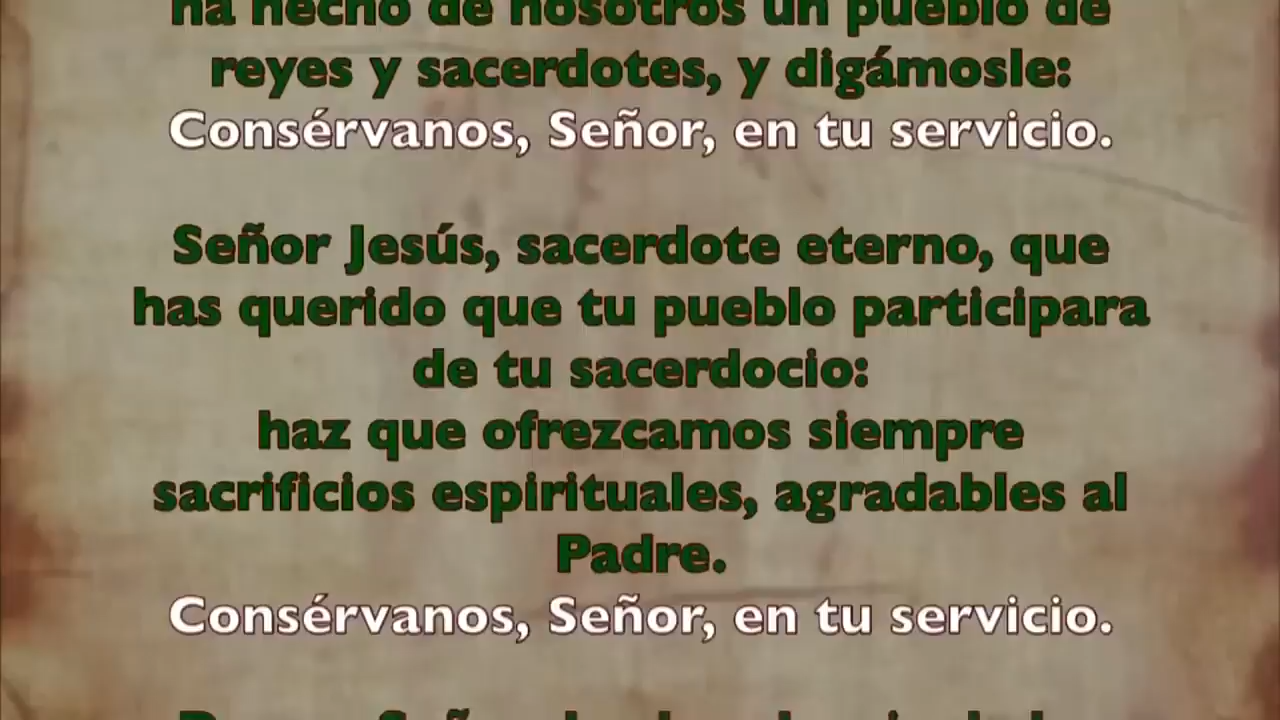 ha hecho de nosotros un pueblo de
reyes y sacerdotes, y digámosle:
Consérvanos, Señor, en tu servicio.
Señor Jesús, sacerdote eterno, que
has querido que tu pueblo participara
de tu sacerdocio:
haz que ofrezcamos siempre
sacrificios espirituales, agradables al
Padre.
Consérvanos, Señor, en tu servicio.